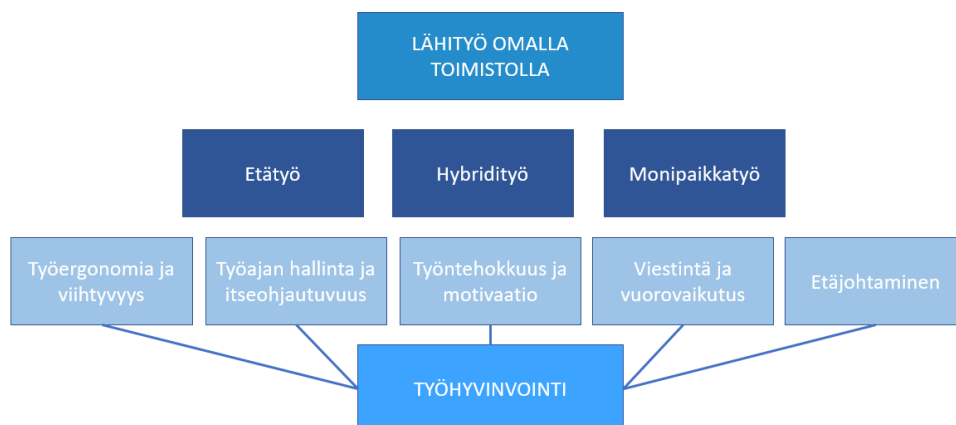 LÄHITYÖ OMALLA
TOIMISTOLLA
Etätyö
Hybridityö
Monipaikkatyö
Työergonomia ja
viihtyvyys
Työajan hallinta ja
itseohjautuvuus
Työntehokkuus ja
motivaatio
Viestintä ja
vuorovaikutus
Etäjohtaminen
TYÖHYVINVOINTI